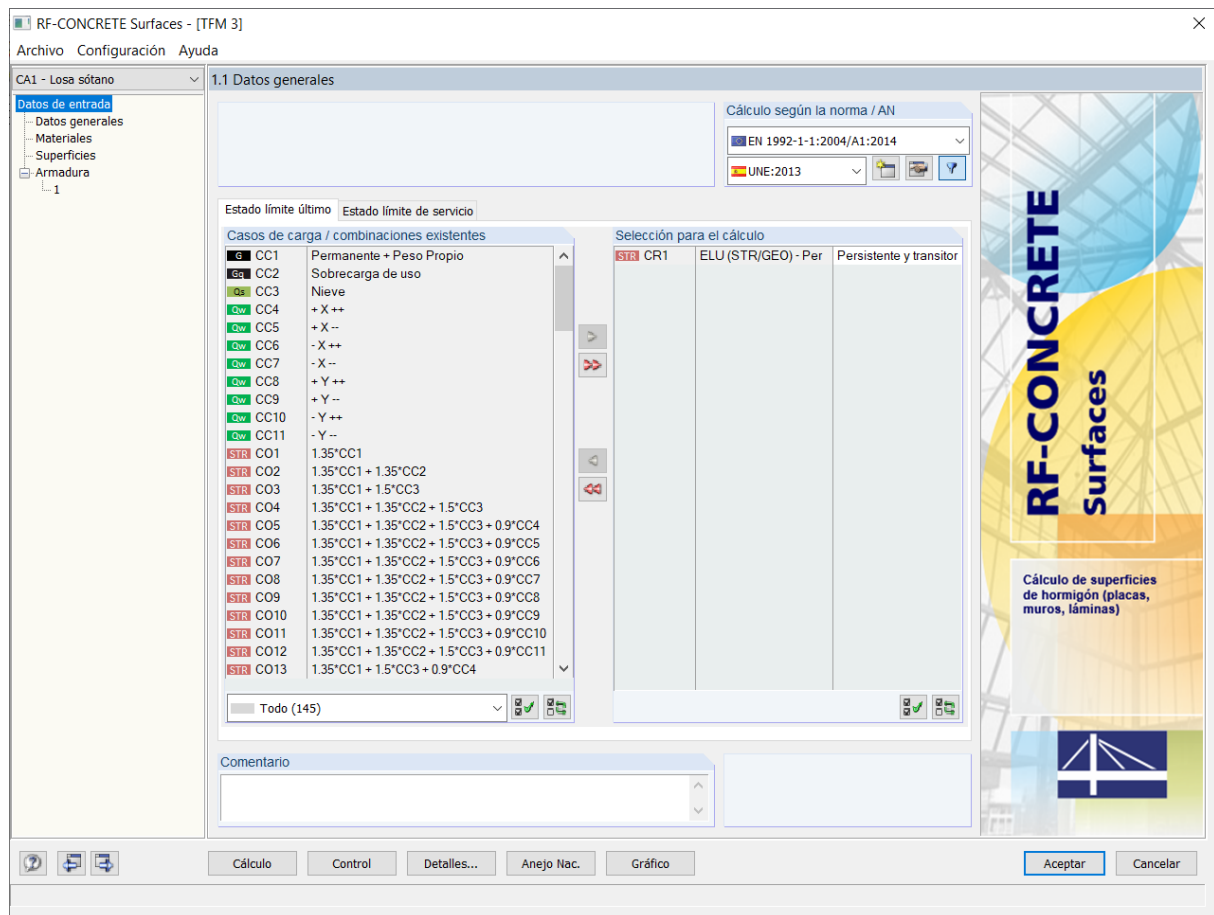 RF-CONCRETE Surfaces - [TFM 3]
Archivo Configuración Ayuda
CA1 - Losa sótano
1.1 Datos generales
Datos de entrada
Datos generales
Materiales
Superficies
Armadura
1
Cálculo según la norma / AN
EN 1992-1-1:2004/A1:2014
UNE:2013
Estado límite último Estado límite de servicio
Casos de carga / combinaciones existentes
G CC1 Permanente + Peso Propio
Gq CC2 Sobrecarga de uso
Qs CC3 Nieve
Qw CC4 + X ++
Qw CC5 + X --
Qw CC6 - X ++
Qw CC7 - X --
Qw CC8 + Y ++
Qw CC9 + Y --
Qw CC10 - Y ++
Qw CC11 - Y --
STR CO1 1.35*CC1
STR CO2 1.35*CC1 + 1.35*CC2
STR CO3 1.35*CC1 + 1.5*CC3
STR CO4 1.35*CC1 + 1.35*CC2 + 1.5*CC3
STR CO5 1.35*CC1 + 1.35*CC2 + 1.5*CC3 + 0.9*CC4
STR CO6 1.35*CC1 + 1.35*CC2 + 1.5*CC3 + 0.9*CC5
STR CO7 1.35*CC1 + 1.35*CC2 + 1.5*CC3 + 0.9*CC6
STR CO8 1.35*CC1 + 1.35*CC2 + 1.5*CC3 + 0.9*CC7
STR CO9 1.35*CC1 + 1.35*CC2 + 1.5*CC3 + 0.9*CC8
STR CO10 1.35*CC1 + 1.35*CC2 + 1.5*CC3 + 0.9*CC9
STR CO11 1.35*CC1 + 1.35*CC2 + 1.5*CC3 + 0.9*CC10
STR CO12 1.35*CC1 + 1.35*CC2 + 1.5*CC3 + 0.9*CC11
STR CO13 1.35*CC1 + 1.5*CC3 + 0.9*CC4
Todo (145)
Selección para el cálculo
STR CR1 ELU (STR/GEO) - Per Persistente y transitor
Comentario
RF-CONCRETE
Surfaces
Cálculo de superficies
de hormigón (placas,
muros, láminas)
Cálculo Control Detalles... Anejo Nac. Gráfico Aceptar Cancelar